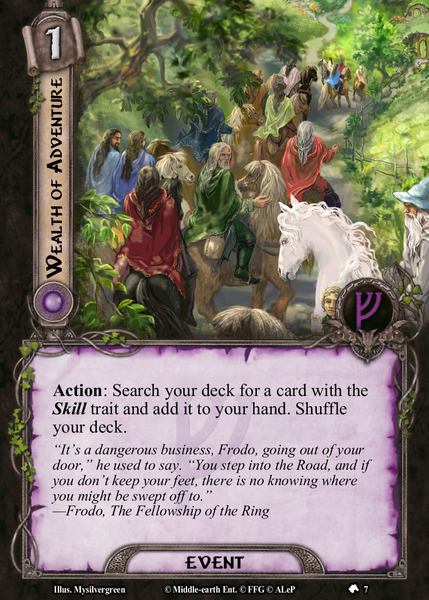 1
Wealth of Adventure
Action: Search your deck for a card with the
Skill trait and add it to your hand. Shuffle
your deck.
“It’s a dangerous business, Frodo, going out of your
door,” he used to say. “You step into the Road, and if
you don’t keep your feet, there is no knowing where
you might be swept off to.”
—Frodo, The Fellowship of the Ring
EVENT
Illus. Mysilvergreen © Middle-earth Ent. © FFG © ALeP 7